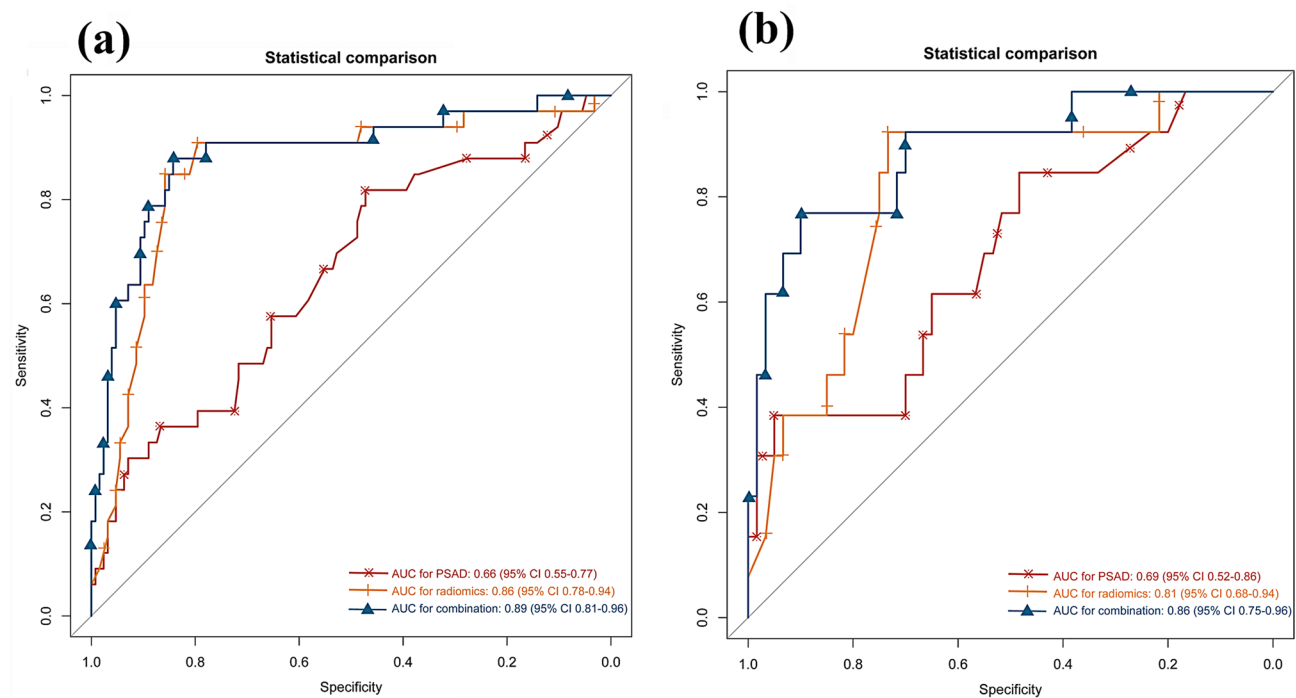 (a)
Statistical comparison
Sensitivity
1.0
0.8
0.6
0.4
0.2
0.0
AUC for PSAD: 0.66 (95% CI 0.55-0.77)
AUC for radiomics: 0.86 (95% CI 0.78-0.94)
AUC for combination: 0.89 (95% CI 0.81-0.96)
1.0 0.8 0.6 0.4 0.2 0.0
Specificity
(b)
Statistical comparison
Sensitivity
1.0
0.8
0.6
0.4
0.2
0.0
AUC for PSAD: 0.69 (95% CI 0.52-0.86)
AUC for radiomics: 0.81 (95% CI 0.68-0.94)
AUC for combination: 0.86 (95% CI 0.75-0.96)
1.0 0.8 0.6 0.4 0.2 0.0
Specificity